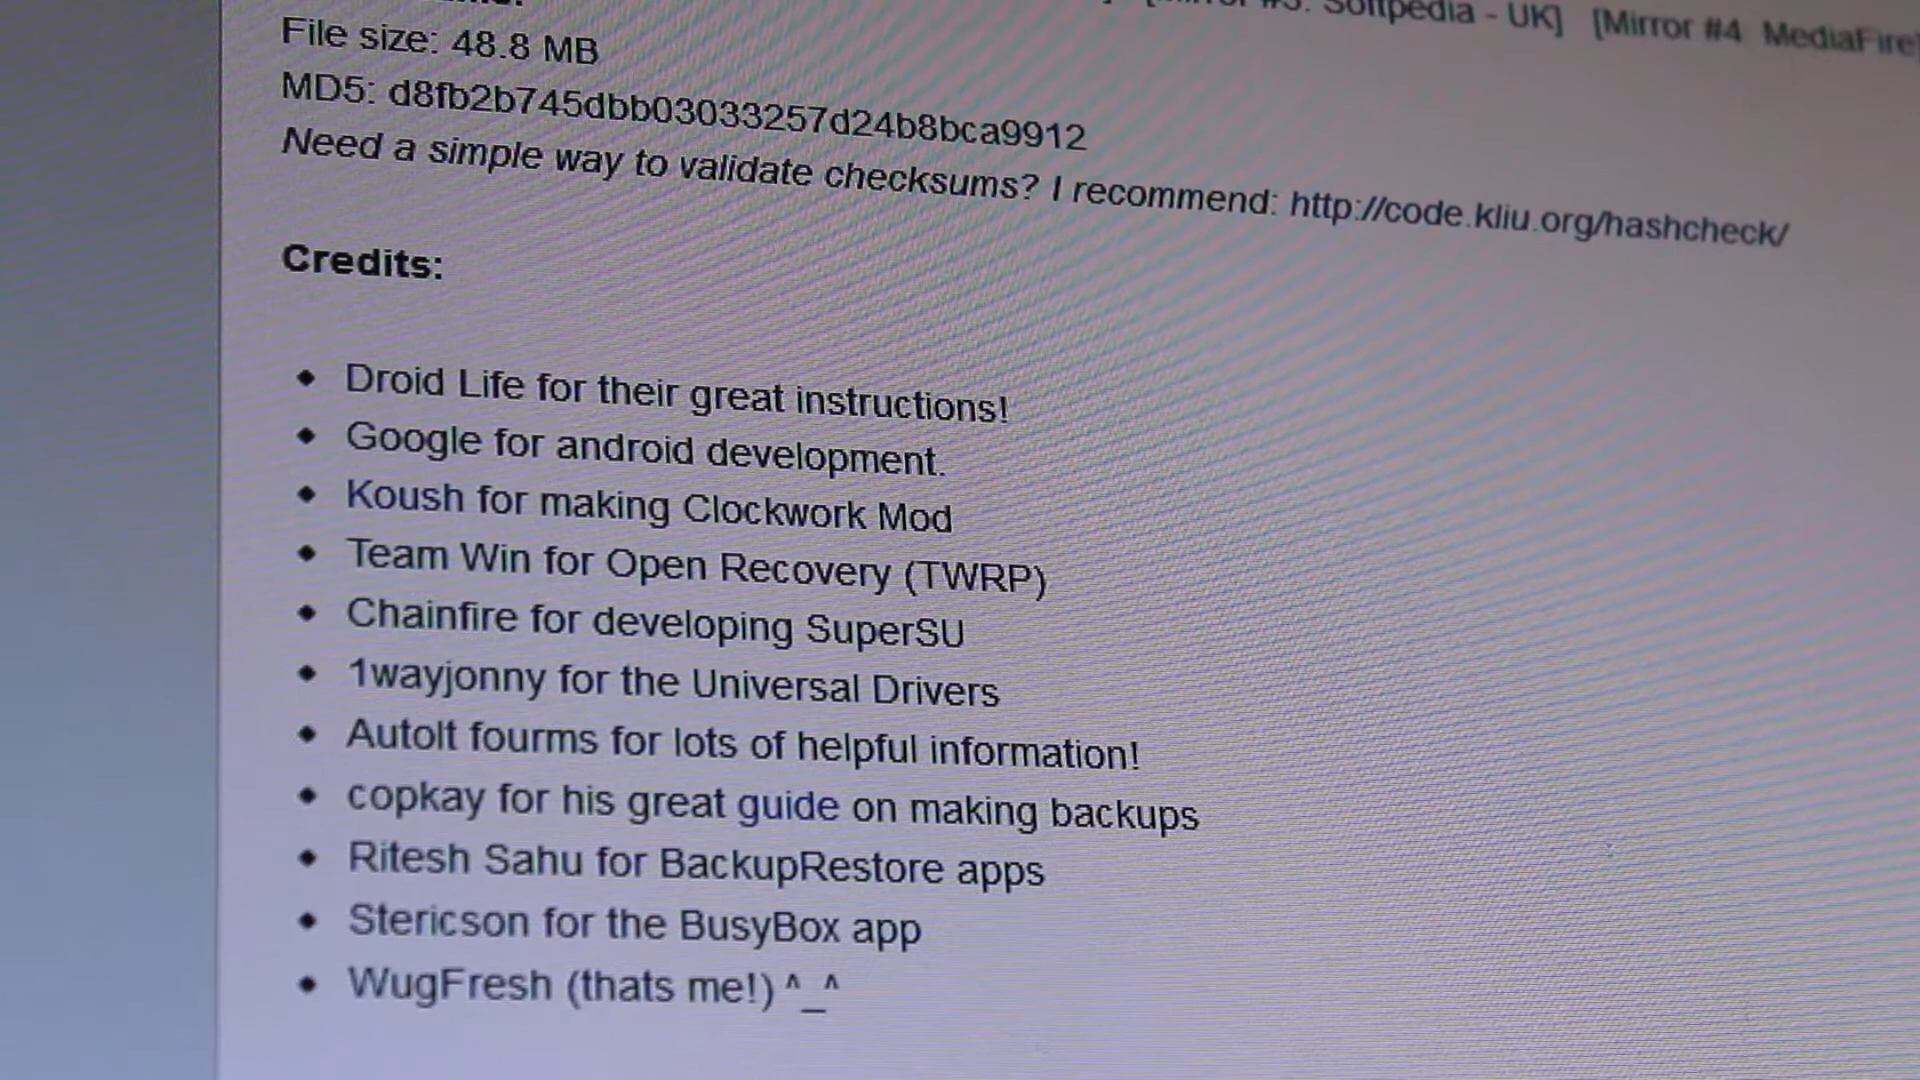 Softpedia - UK] [Mirror #4 MediaFire]
File size: 48.8 MB
MD5: d8fb2b745dbb03033257d24b8bca9912
Need a simple way to validate checksums? I recommend: http://code.kliu.org/hashcheck/
Credits:
Droid Life for their great instructions!
Google for android development.
Koush for making Clockwork Mod
Team Win for Open Recovery (TWRP)
Chainfire for developing SuperSU
1wayjonny for the Universal Drivers
AutoIt fourms for lots of helpful information!
copkay for his great guide on making backups
Ritesh Sahu for BackupRestore apps
Stericson for the BusyBox app
WugFresh (thats me!) ^_^